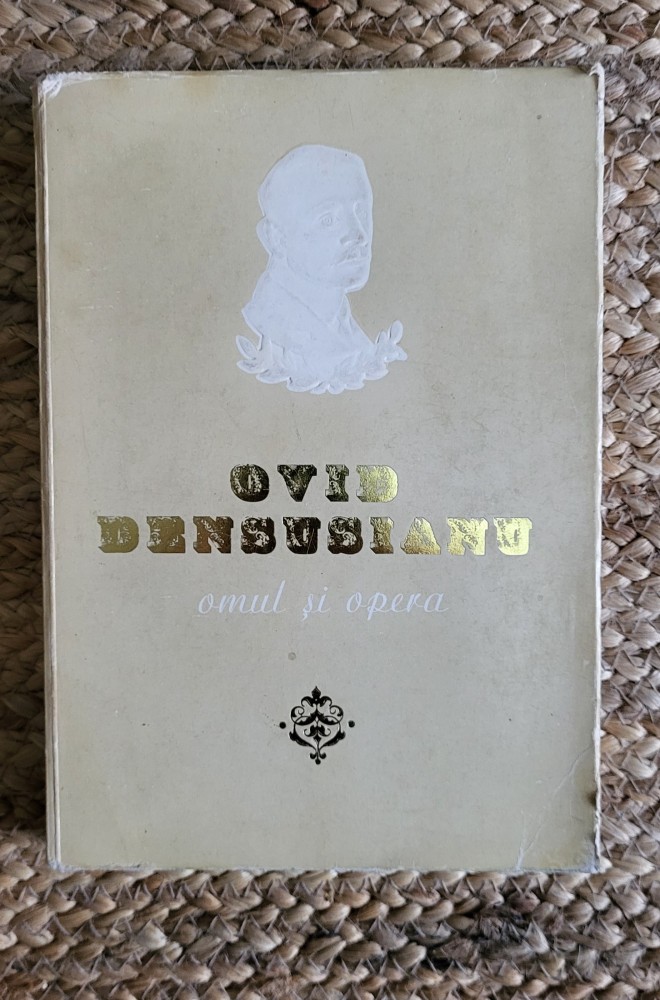 OVID
DENSUSIANU
omul și opera